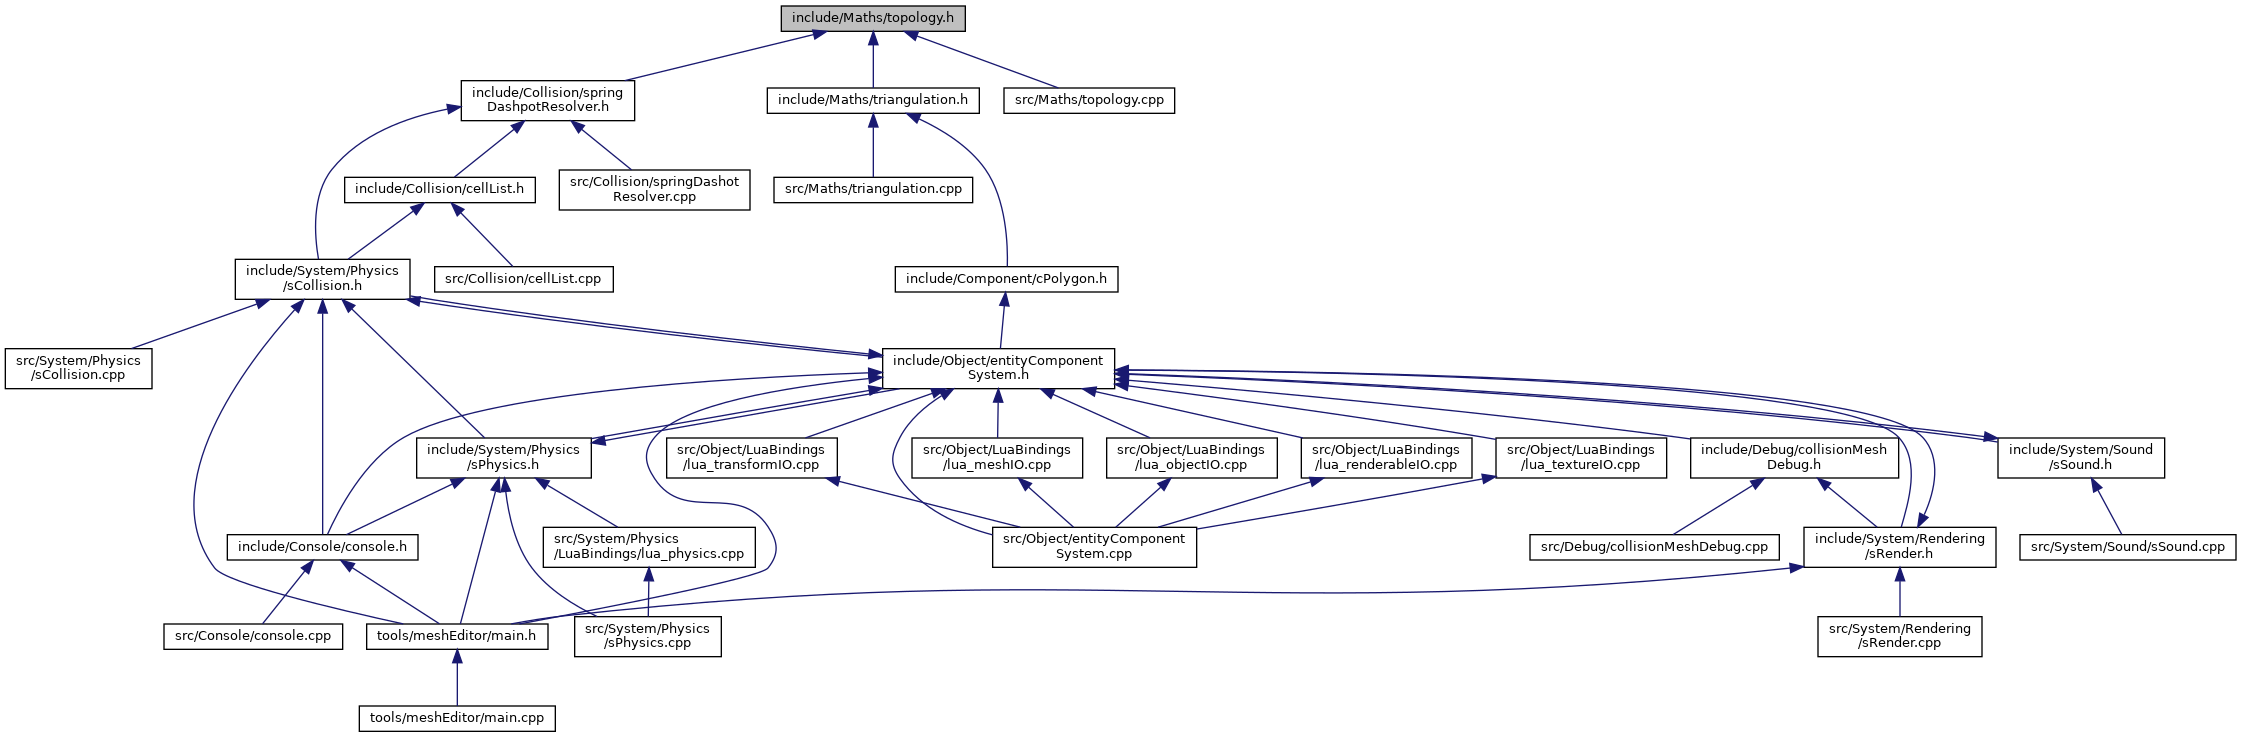 include/Maths/topology.h
include/Collision/spring
DashpotResolver.h
include/Maths/triangulation.h
src/Maths/topology.cpp
include/Collision/cellList.h
src/Collision/springDashot
Resolver.cpp
src/Maths/triangulation.cpp
include/System/Physics
/sCollision.h
src/Collision/cellList.cpp
include/Component/cPolygon.h
src/System/Physics
/sCollision.cpp
include/Object/entityComponent
System.h
include/System/Physics
/sPhysics.h
src/Object/LuaBindings
/lua_transformIO.cpp
src/Object/LuaBindings
/lua_meshIO.cpp
src/Object/LuaBindings
/lua_objectIO.cpp
src/Object/LuaBindings
/lua_renderableIO.cpp
src/Object/LuaBindings
/lua_textureIO.cpp
include/Debug/collisionMesh
Debug.h
include/System/Sound
/sSound.h
include/Console/console.h
src/System/Physics
/LuaBindings/lua_physics.cpp
src/Object/entityComponent
System.cpp
src/Debug/collisionMeshDebug.cpp
include/System/Rendering
/sRender.h
src/System/Sound/sSound.cpp
src/Console/console.cpp
tools/meshEditor/main.h
src/System/Physics
/sPhysics.cpp
src/System/Rendering
/sRender.cpp
tools/meshEditor/main.cpp